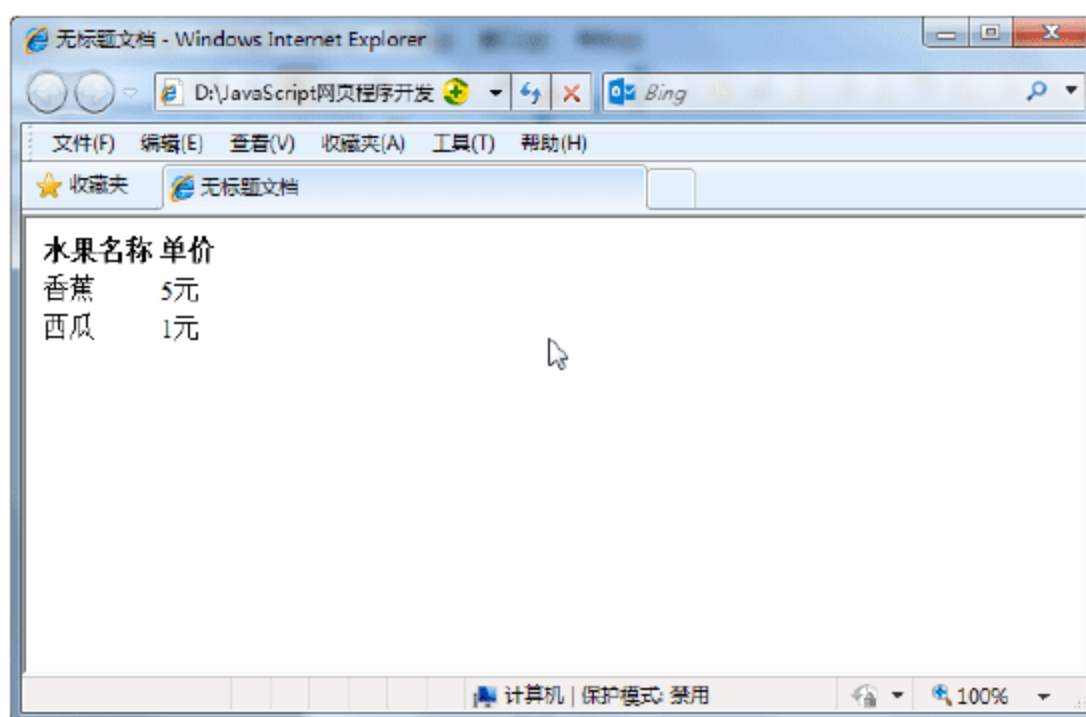 无标题文档 - Windows Internet Explorer
D:\JavaScript网页程序开发
Bing
文件(F) 编辑(E) 查看(V) 收藏夹(A) 工具(T) 帮助(H)
收藏夹 无标题文档
水果名称 单价
香蕉 5元
西瓜 1元
计算机 | 保护模式: 禁用 100%